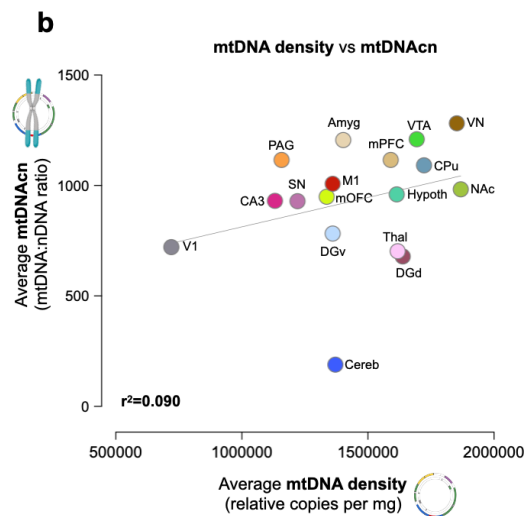 b
mtDNA density vs mtDNAcn
Average mtDNAcn
(mtDNA:nDNA ratio)
1500
1000
500
0
Amyg
VTA
VN
PAG
mPFC
CPu
SN
M1
CA3
mOFC
Hypoth
NAc
V1
DGv
Thal
DGd
Cereb
r²=0.090
500000
1000000
1500000
2000000
Average mtDNA density
(relative copies per mg)